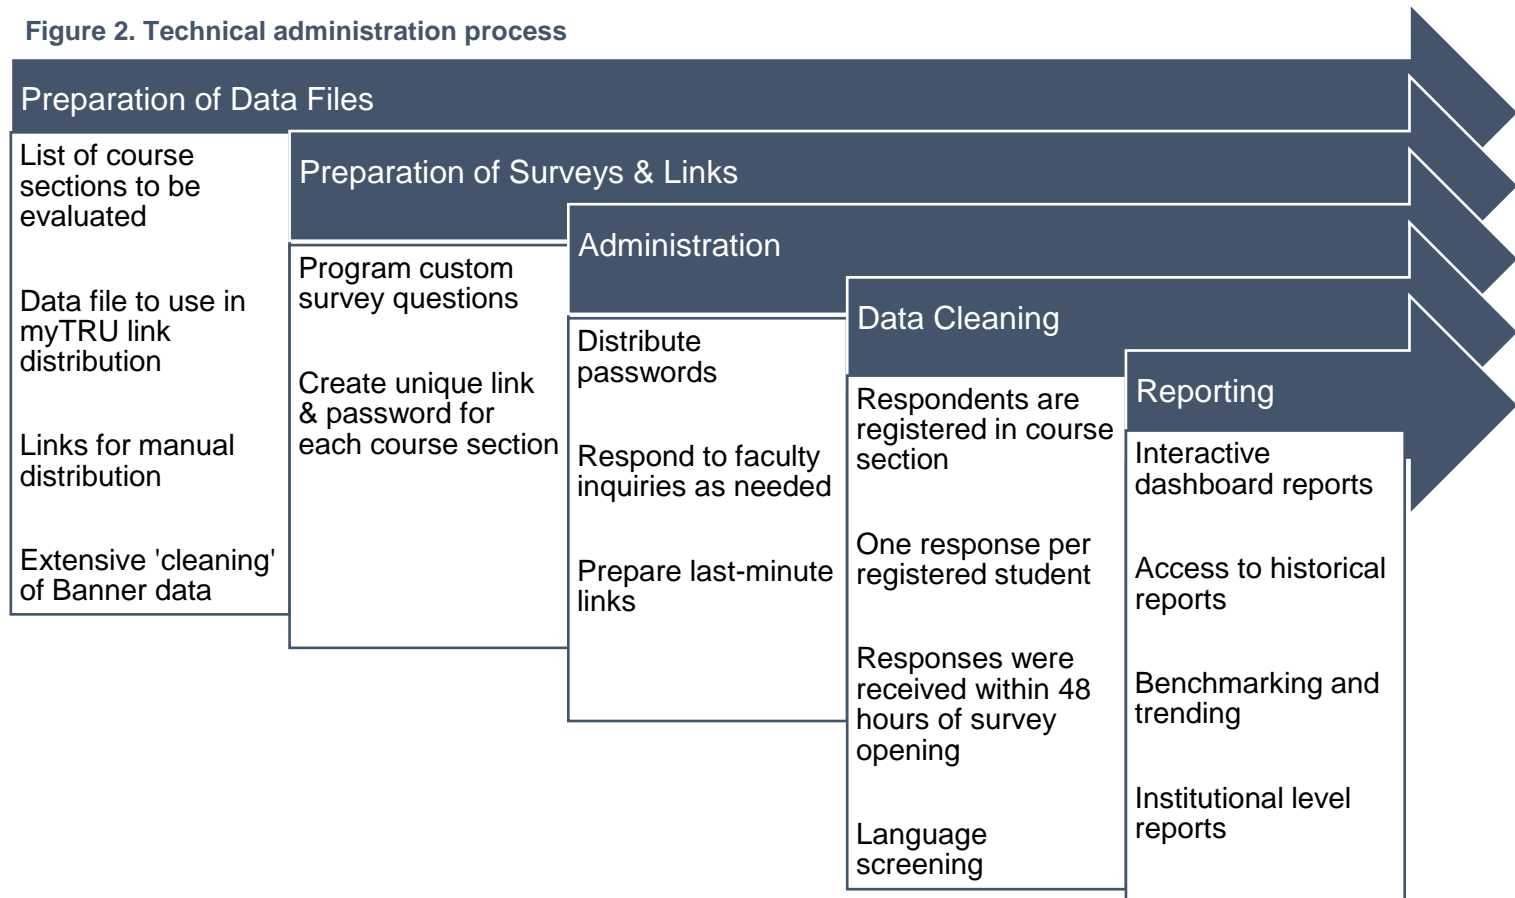 Figure 2. Technical administration process
Preparation of Data Files
List of course
sections to be
evaluated
Data file to use in
myTRU link
distribution
Links for manual
distribution
Extensive 'cleaning'
of Banner data
Preparation of Surveys & Links
Program custom
survey questions
Create unique link
& password for
each course section
Administration
Distribute
passwords
Respond to faculty
inquiries as needed
Prepare last-minute
links
Data Cleaning
Respondents are
registered in course
section
One response per
registered student
Responses were
received within 48
hours of survey
opening
Language
screening
Reporting
Interactive
dashboard reports
Access to historical
reports
Benchmarking and
trending
Institutional level
reports